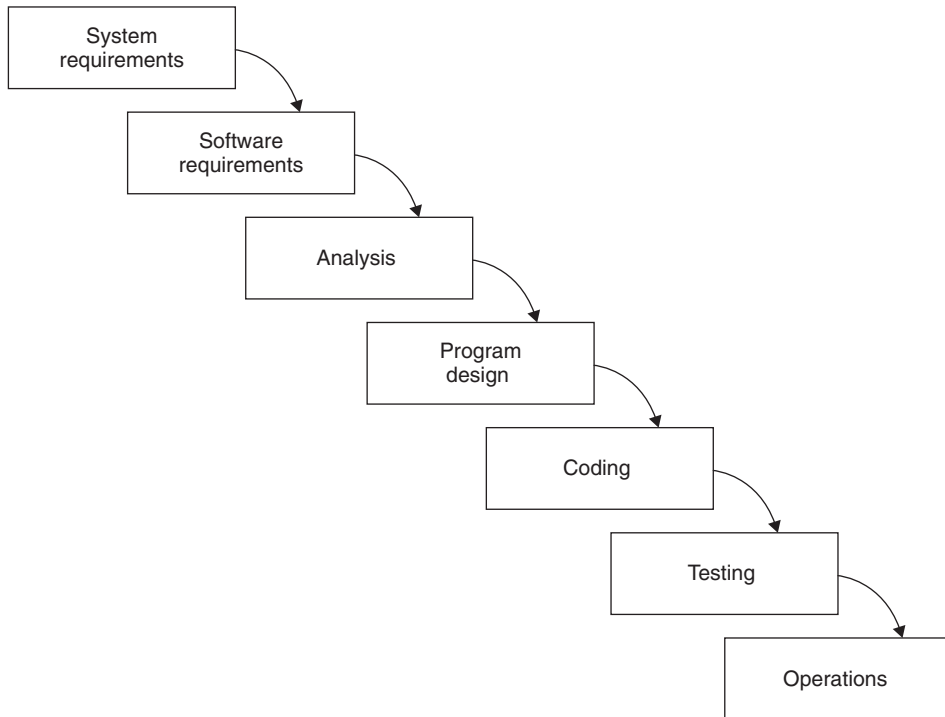 System
requirements
Software
requirements
Analysis
Program
design
Coding
Testing
Operations